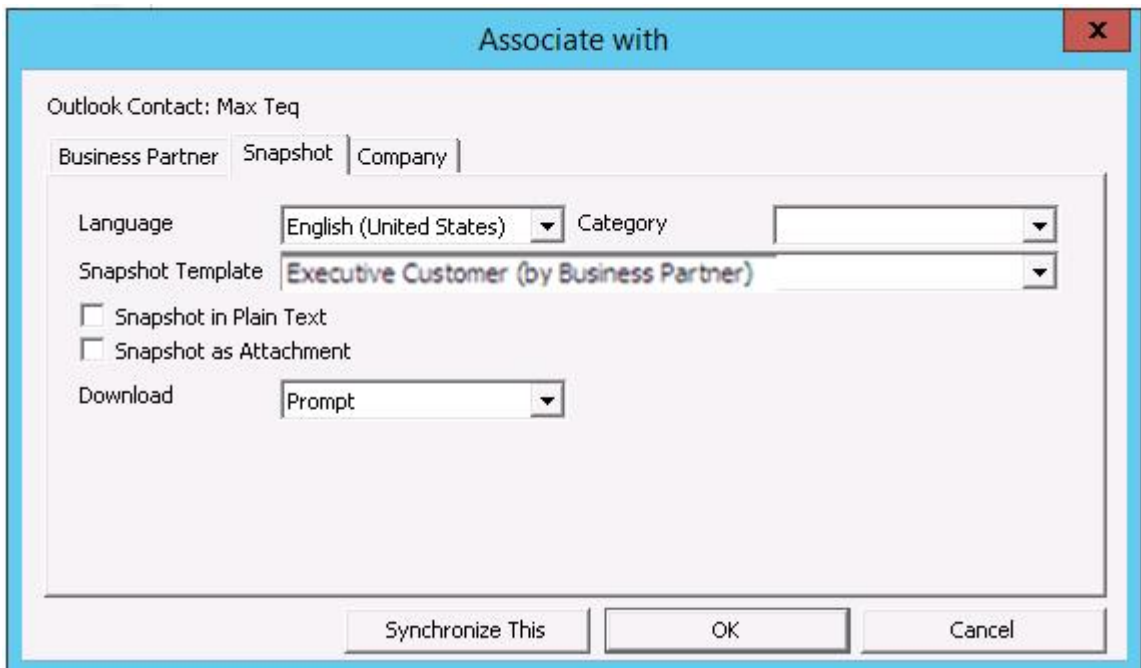 Associate with
x
Outlook Contact: Max Teq
Business Partner Snapshot Company
Language English (United States) Category
Snapshot Template Executive Customer (by Business Partner)
Snapshot in Plain Text
Snapshot as Attachment
Download Prompt
Synchronize This OK Cancel